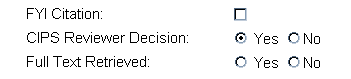 FYI Citation:
CIPS Reviewer Decision: Yes No
Full Text Retrieved: Yes No